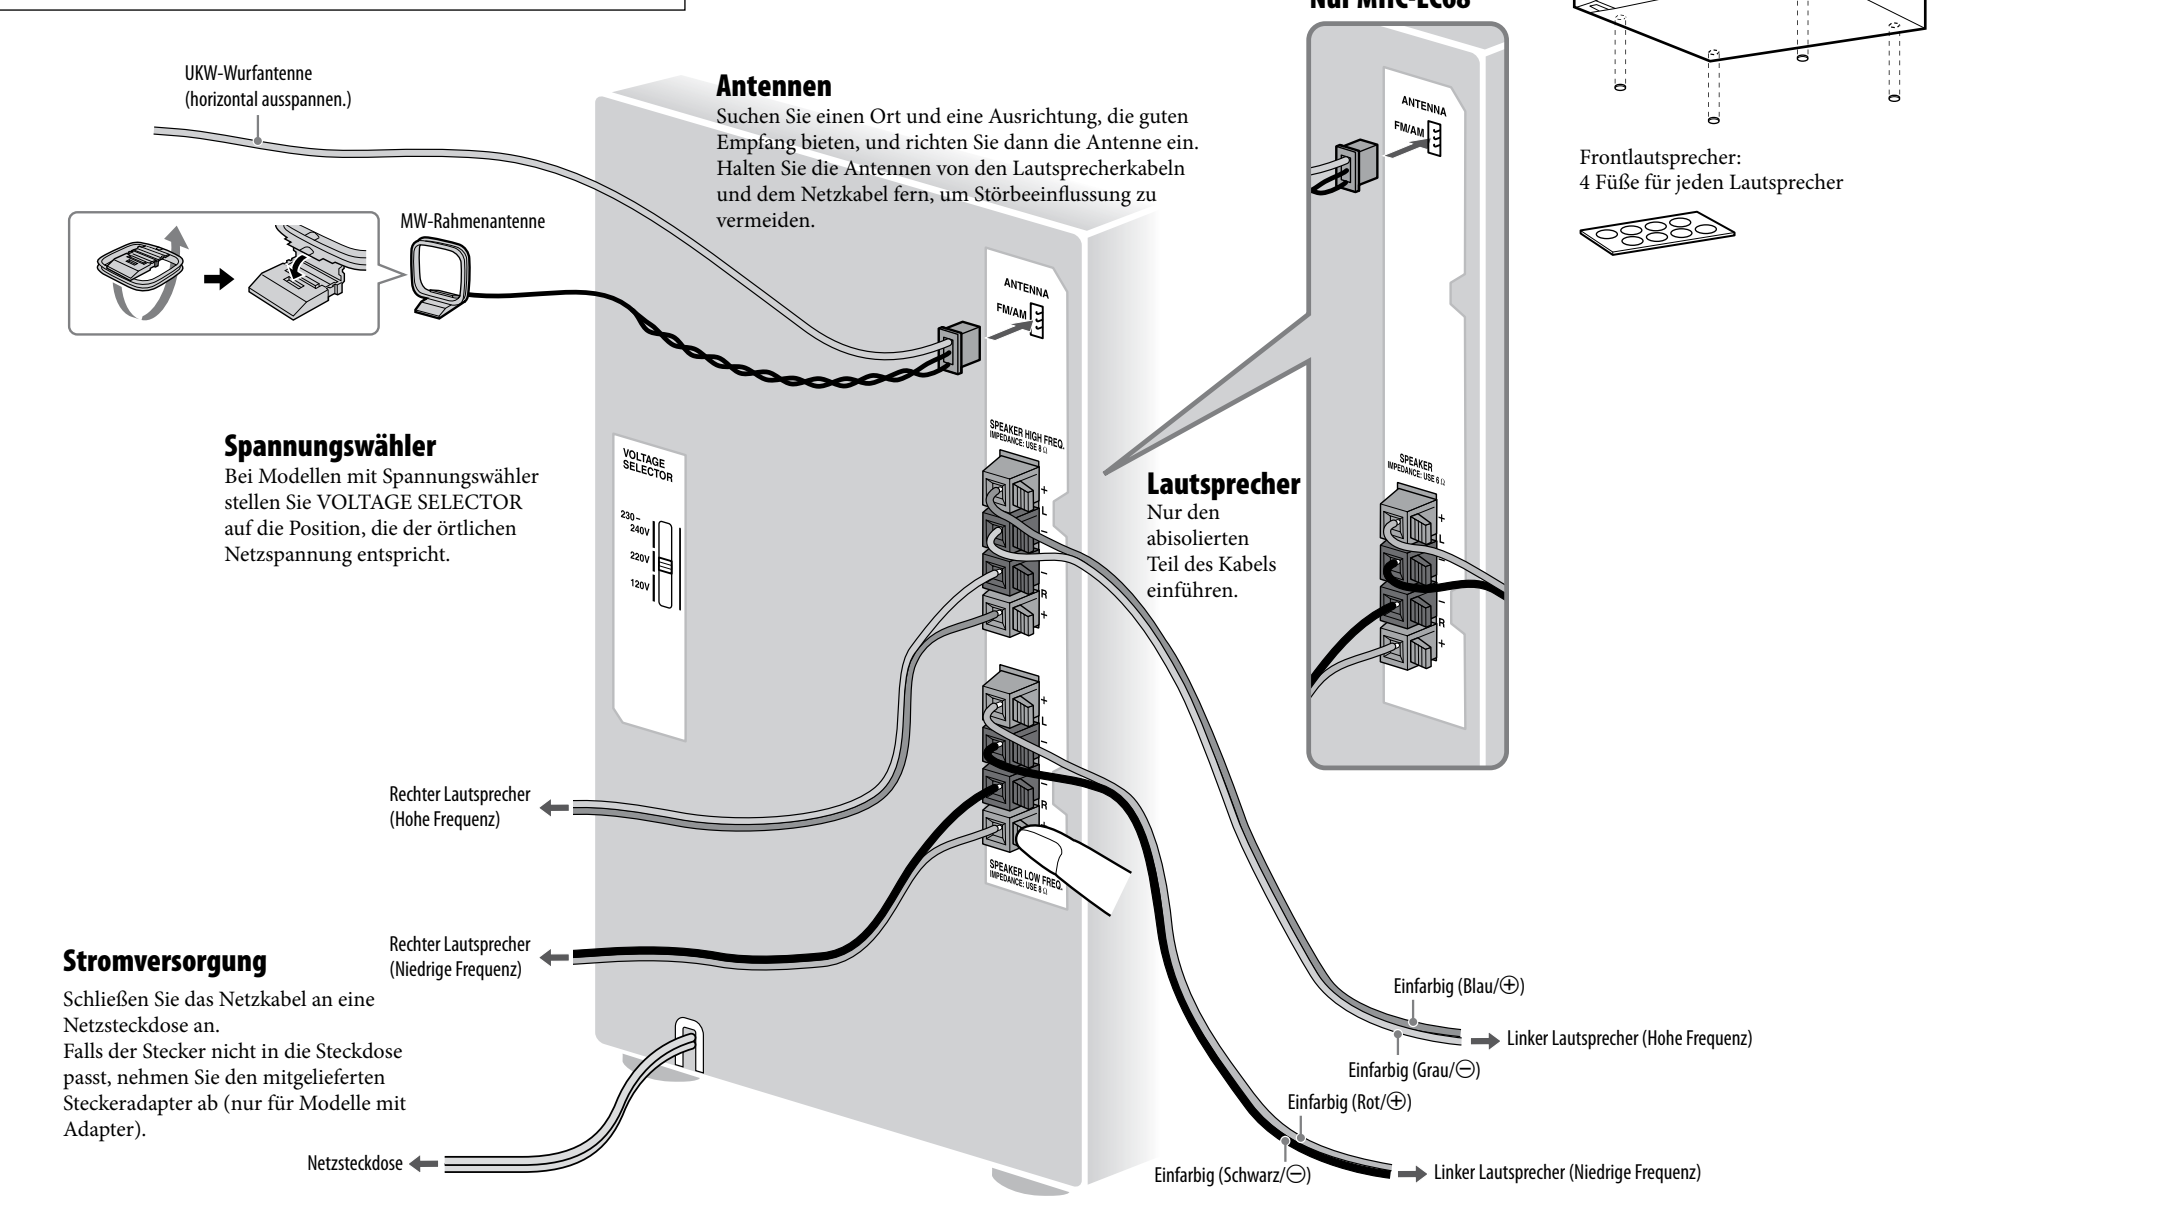 Nur MHC-EC08
UKW-Wurfantenne
(horizontal ausspannen.)
Antennen
Suchen Sie einen Ort und eine Ausrichtung, die guten
Empfang bieten, und richten Sie dann die Antenne ein.
Halten Sie die Antennen von den Lautsprecherkabeln
und dem Netzkabel fern, um Störbeeinflussung zu
vermeiden.
ANTENNA
FM/AM
Frontlautsprecher:
4 Füße für jeden Lautsprecher
MW-Rahmenantenne
ANTENNA
FM/AM
Spannungswähler
Bei Modellen mit Spannungswähler
stellen Sie VOLTAGE SELECTOR
auf die Position, die der örtlichen
Netzspannung entspricht.
VOLTAGE
SELECTOR
230–
240V
220V
120V
SPEAKER HIGH FREQ.
IMPEDANCE: USE 8 Ω
+
L
–
–
R
+
Lautsprecher
Nur den
abisolierten
Teil des Kabels
einführen.
SPEAKER
IMPEDANCE: USE 6 Ω
+
L
–
R
+
+
L
–
–
R
SPEAKER LOW FREQ.
IMPEDANCE: USE 8 Ω
Rechter Lautsprecher
(Hohe Frequenz)
Rechter Lautsprecher
(Niedrige Frequenz)
Stromversorgung
Schließen Sie das Netzkabel an eine
Netzsteckdose an.
Falls der Stecker nicht in die Steckdose
passt, nehmen Sie den mitgelieferten
Steckeradapter ab (nur für Modelle mit
Adapter).
Netzsteckdose
Einfarbig (Blau/⊕)
Linker Lautsprecher (Hohe Frequenz)
Einfarbig (Grau/⊖)
Einfarbig (Rot/⊕)
Einfarbig (Schwarz/⊖)
Linker Lautsprecher (Niedrige Frequenz)